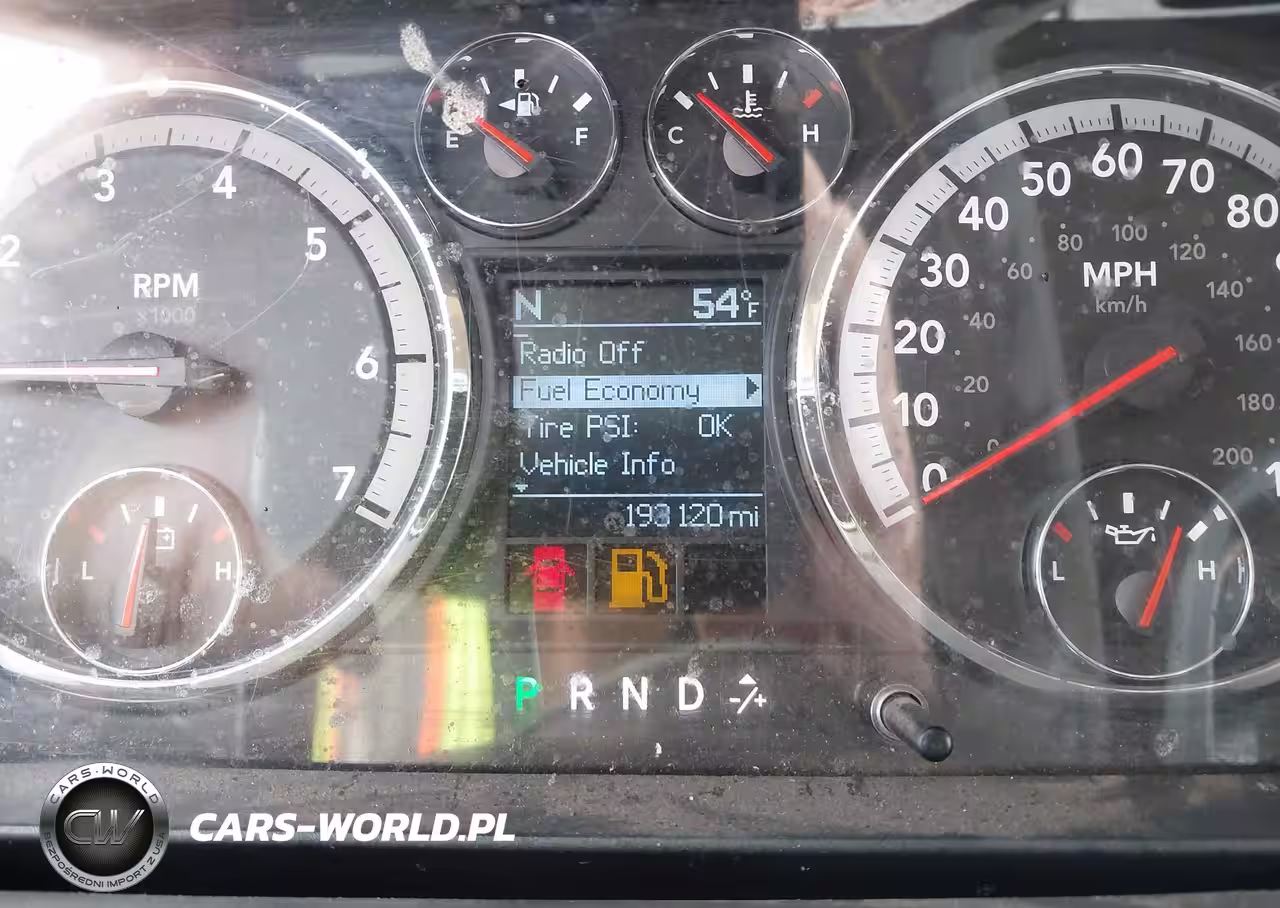 E F
C H
2 3 4 5 6 7
RPM
x1000
L H
N 54°F
Radio Off
Fuel Economy
Tire PSI: OK
Vehicle Info
193120mi
P R N D -/+
0 10 20 30 40 50 60 70 80
MPH
km/h
0 20 40 60 80 100 120 140 160 180 200
L H
CARS-WORLD
CW
BEZPOŚREDNI IMPORT Z USA
CARS-WORLD.PL